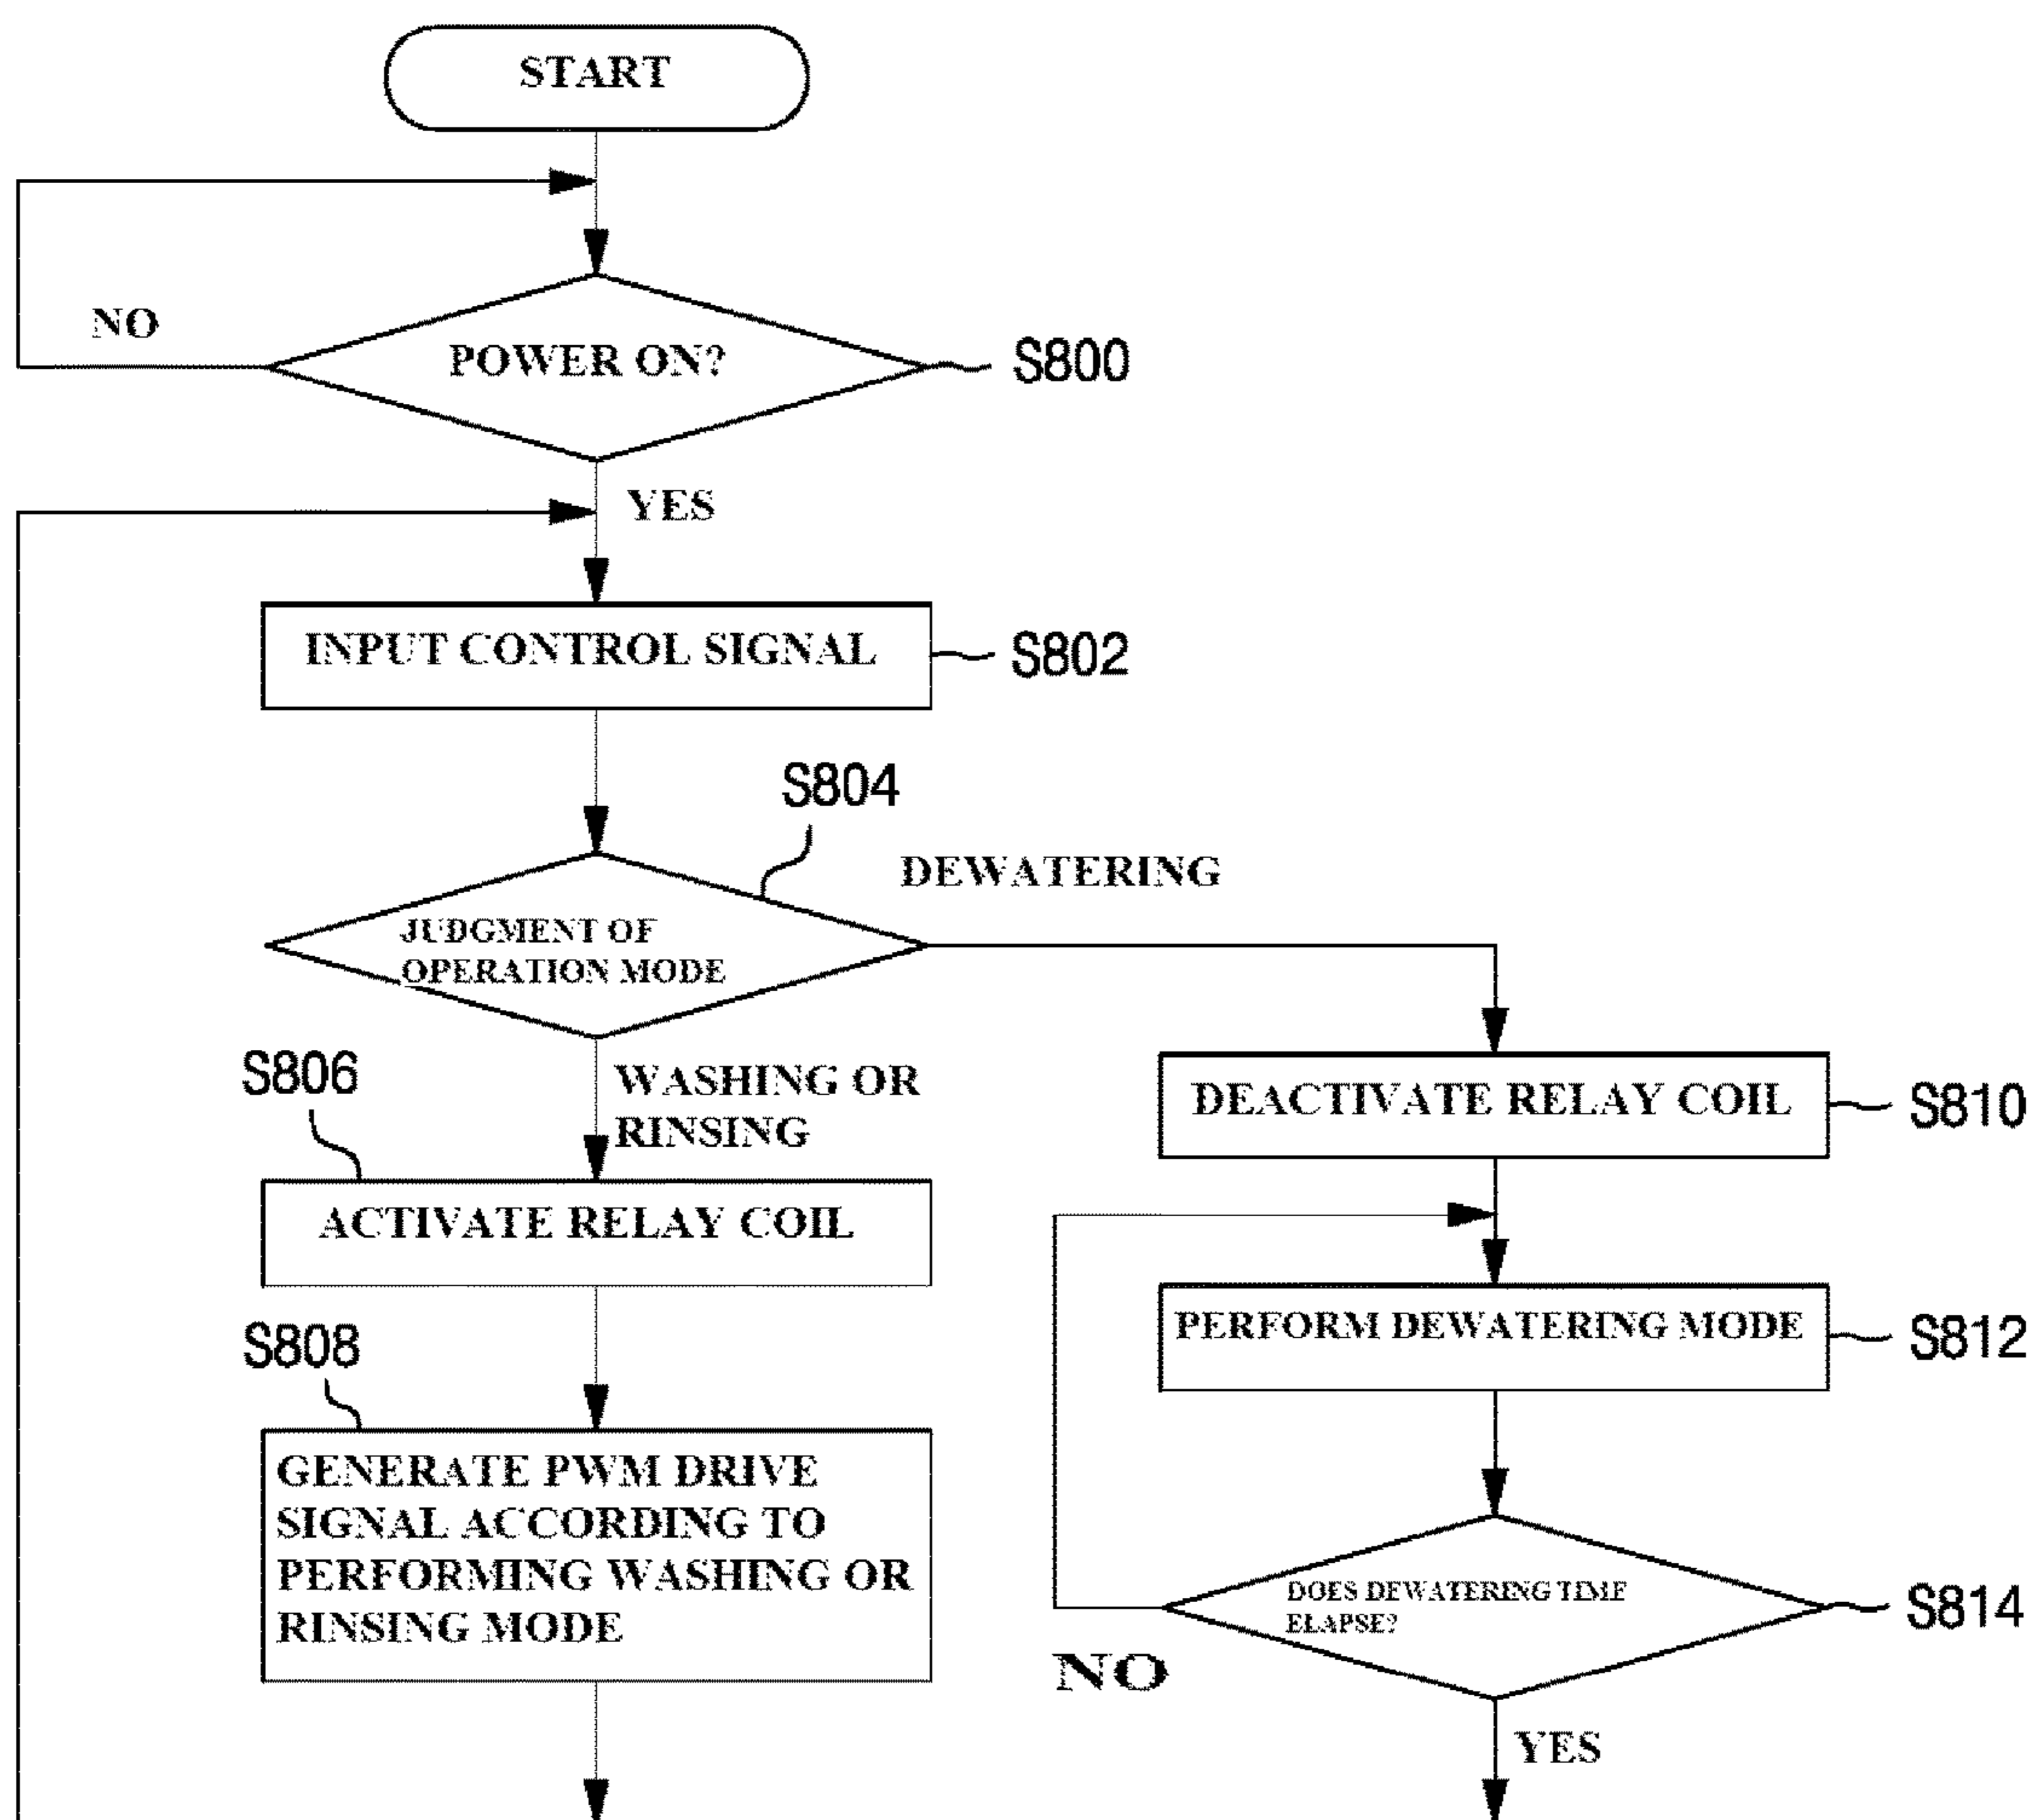 START
NO
POWER ON?
S800
YES
INPUT CONTROL SIGNAL
S802
S804
DEWATERING
JUDGMENT OF
OPERATION MODE
S806
WASHING OR
RINSING
ACTIVATE RELAY COIL
S808
GENERATE PWM DRIVE
SIGNAL ACCORDING TO
PERFORMING WASHING OR
RINSING MODE
DEACTIVATE RELAY COIL
S810
PERFORM DEWATERING MODE
S812
DOES DEWATERING TIME
ELAPSE?
S814
NO
YES